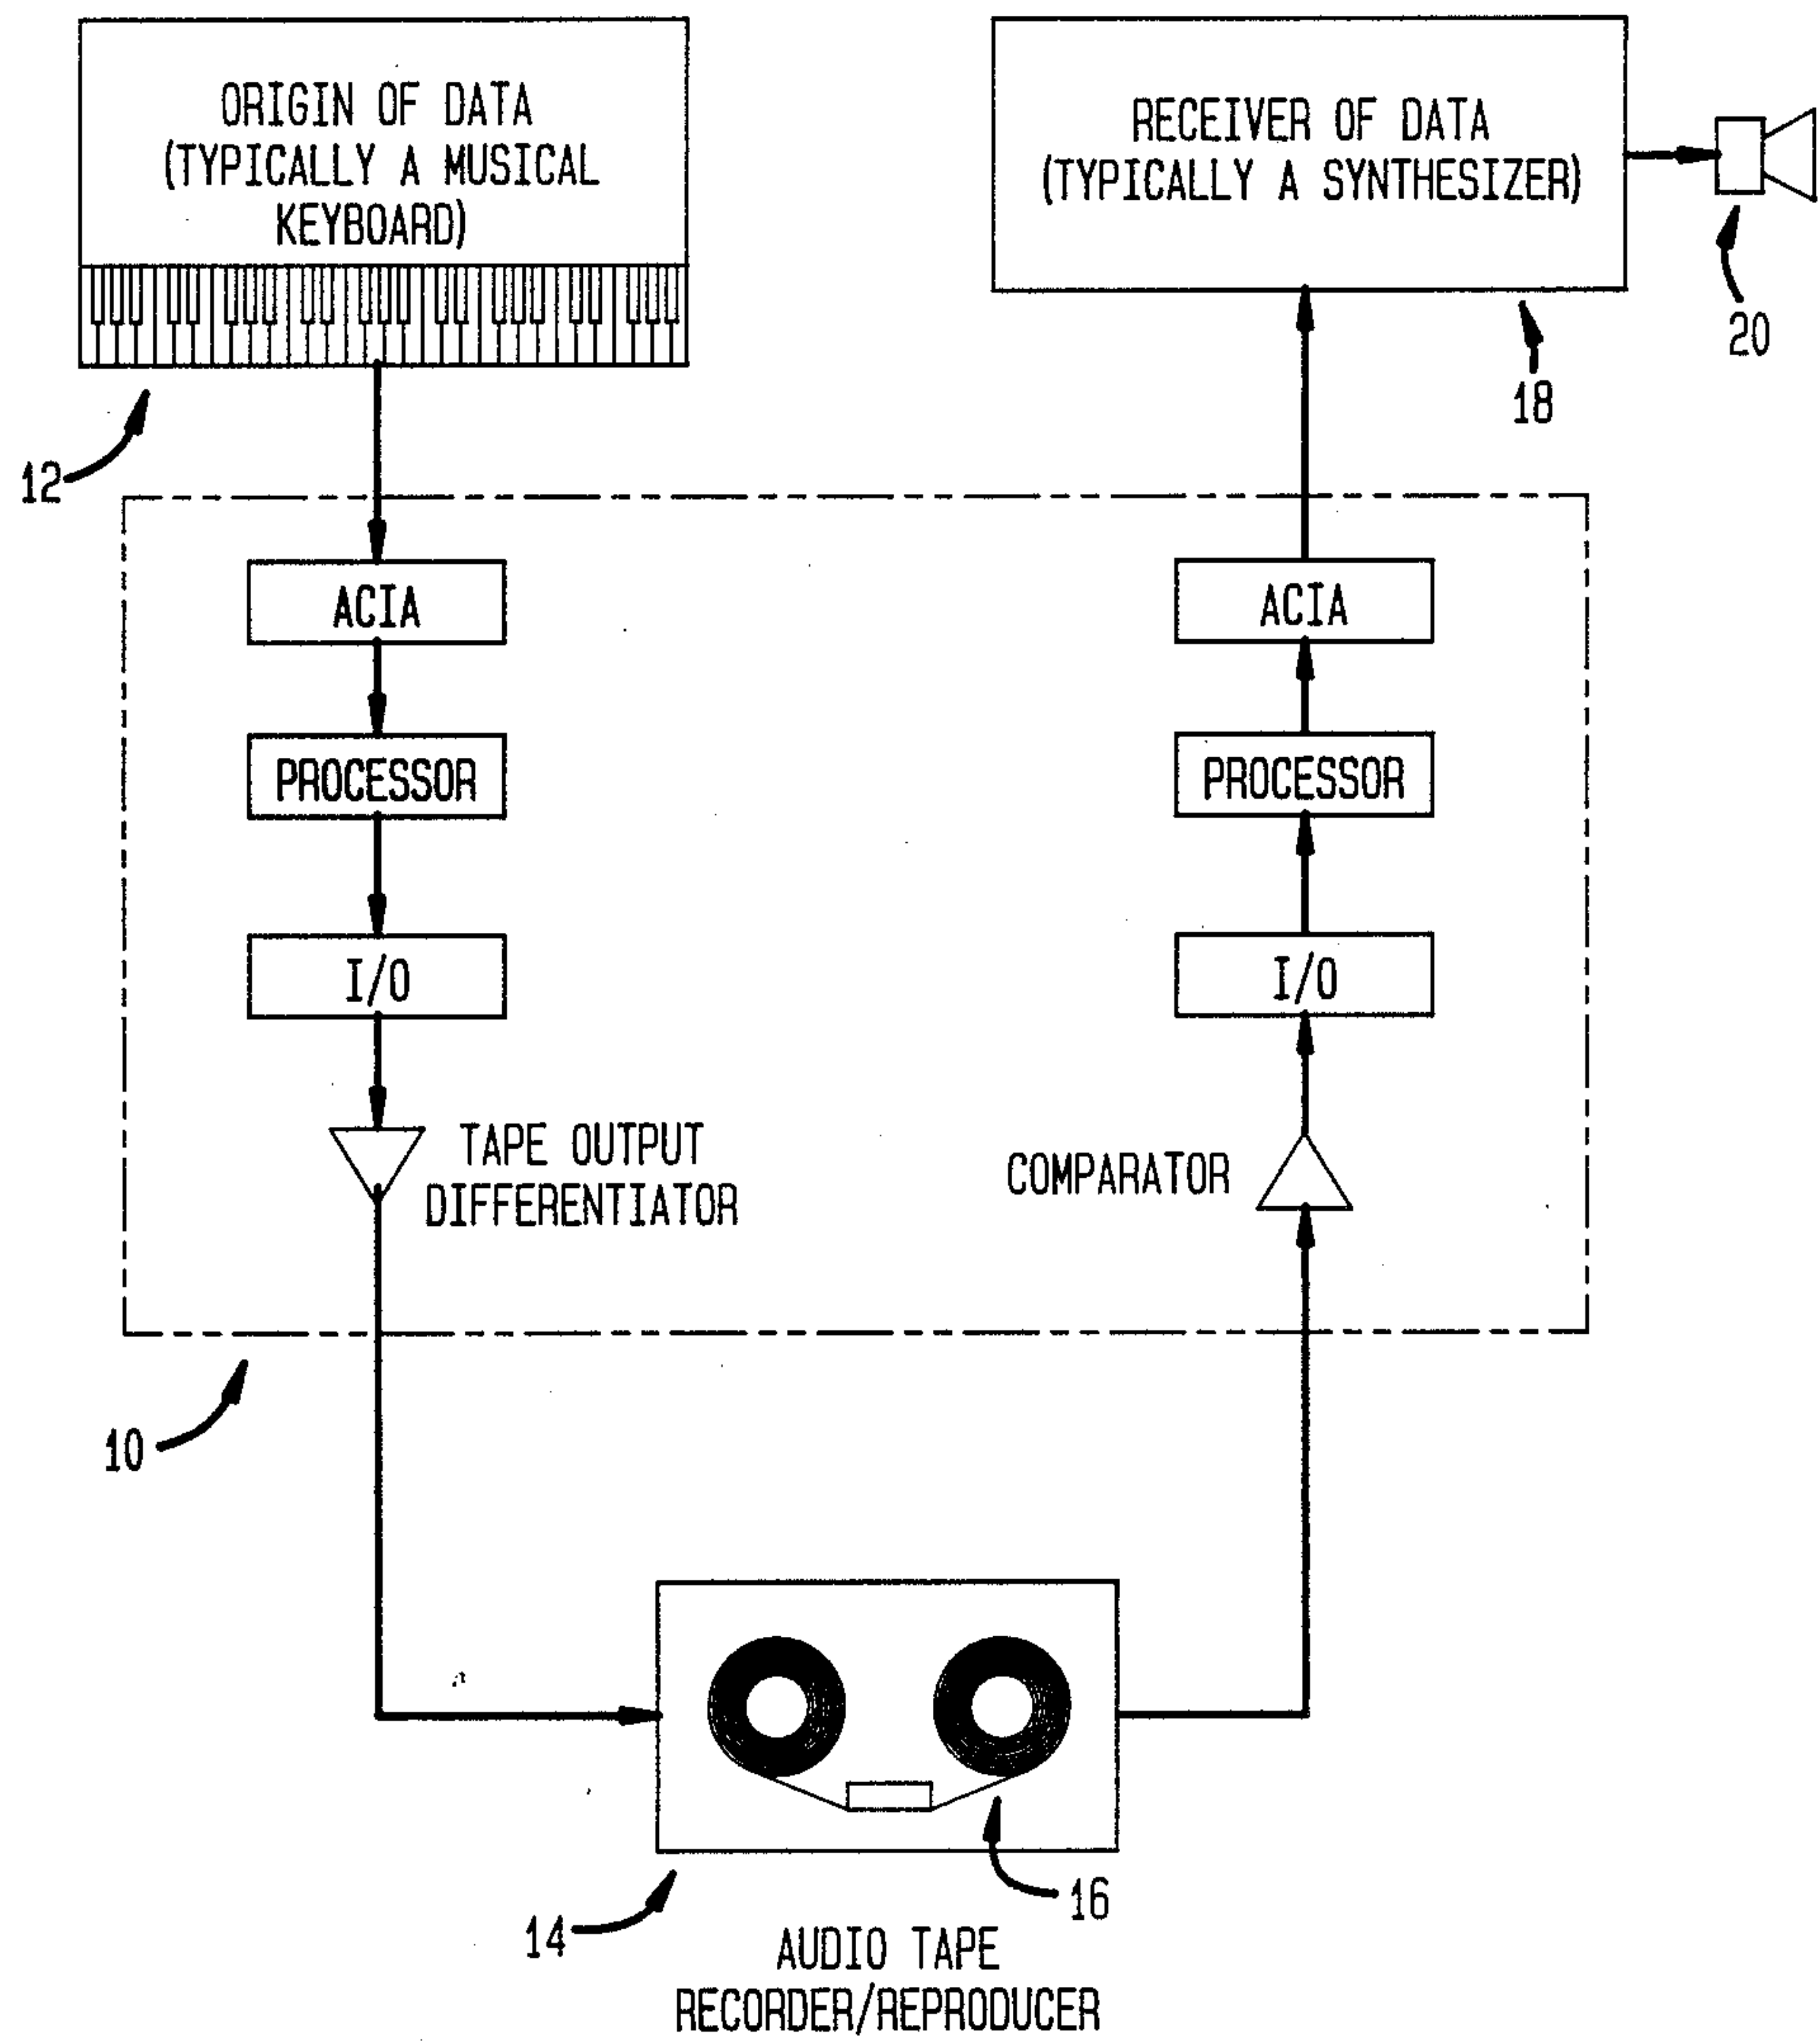 ORIGIN OF DATA
(TYPICALLY A MUSICAL
KEYBOARD)
RECEIVER OF DATA
(TYPICALLY A SYNTHESIZER)
20
18
12
ACIA
ACIA
PROCESSOR
PROCESSOR
I/O
I/O
TAPE OUTPUT
DIFFERENTIATOR
COMPARATOR
10
16
14
AUDIO TAPE
RECORDER/REPRODUCER